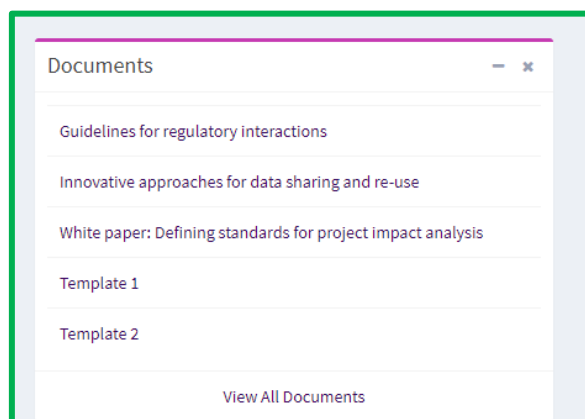 Documents
Guidelines for regulatory interactions
Innovative approaches for data sharing and re-use
White paper: Defining standards for project impact analysis
Template 1
Template 2
View All Documents